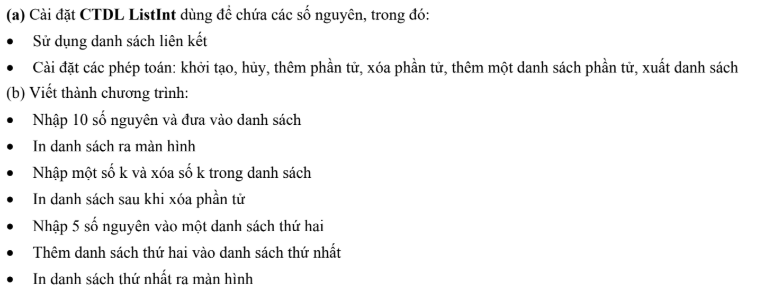 (a) Cài đặt CTDL ListInt dùng để chứa các số nguyên, trong đó:
• Sử dụng danh sách liên kết
• Cài đặt các phép toán: khởi tạo, hủy, thêm phần tử, xóa phần tử, thêm một danh sách phần tử, xuất danh sách
(b) Viết thành chương trình:
• Nhập 10 số nguyên và đưa vào danh sách
• In danh sách ra màn hình
• Nhập một số k và xóa số k trong danh sách
• In danh sách sau khi xóa phần tử
• Nhập 5 số nguyên vào một danh sách thứ hai
• Thêm danh sách thứ hai vào danh sách thứ nhất
• In danh sách thứ nhất ra màn hình